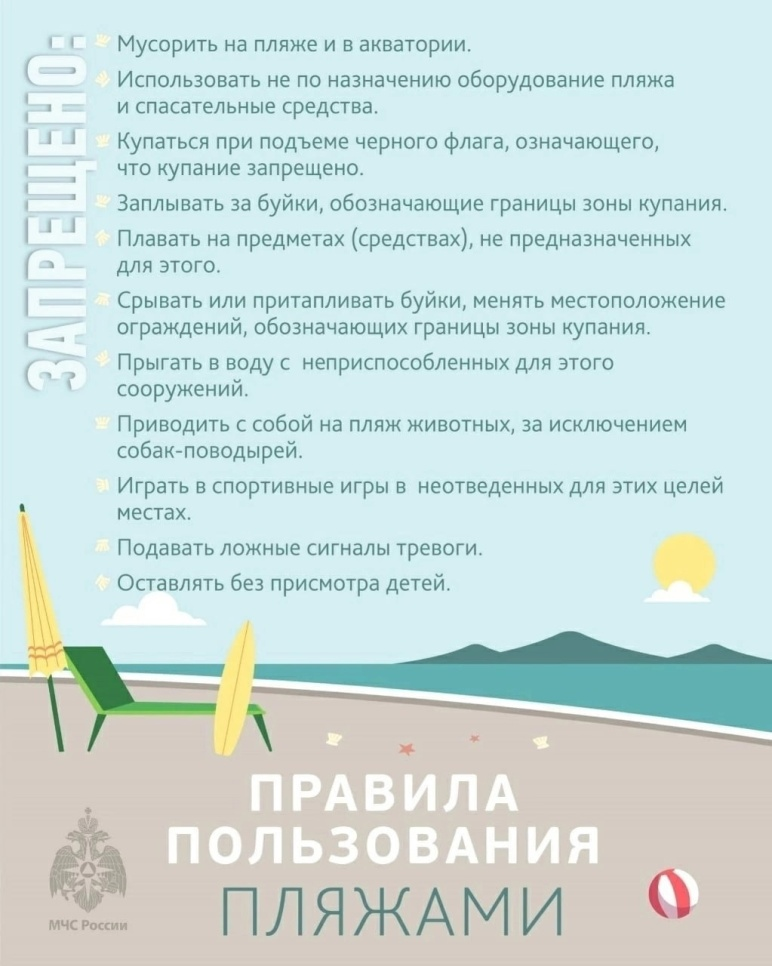 ЗАПРЕЩЕНО:
Мусорить на пляже и в акватории.
Использовать не по назначению оборудование пляжа
и спасательные средства.
Купаться при подъеме черного флага, означающего,
что купание запрещено.
Заплывать за буйки, обозначающие границы зоны купания.
Плавать на предметах (средствах), не предназначенных
для этого.
Срывать или притапливать буйки, менять местоположение
ограждений, обозначающих границы зоны купания.
Прыгать в воду с неприспособленных для этого
сооружений.
Приводить с собой на пляж животных, за исключением
собак-поводырей.
Играть в спортивные игры в неотведенных для этих целей
местах.
Подавать ложные сигналы тревоги.
Оставлять без присмотра детей.
ПРАВИЛА
ПОЛЬЗОВАНИЯ
ПЛЯЖАМИ
МЧС России